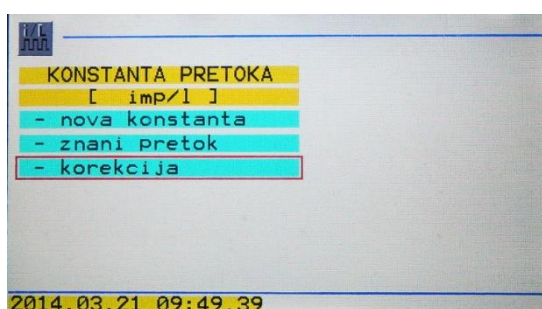 i/L
KONSTANTA PRETOKA
[ imp/l ]
- nova konstanta
- znani pretok
- korekcija
2014.03.21 09:49.39